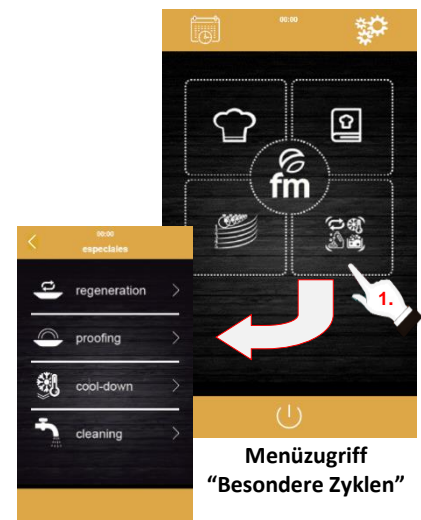 00:00
fm
1.
00:00
especiales
regeneration
proofing
cool-down
cleaning
Menüzugriff
“Besondere Zyklen”